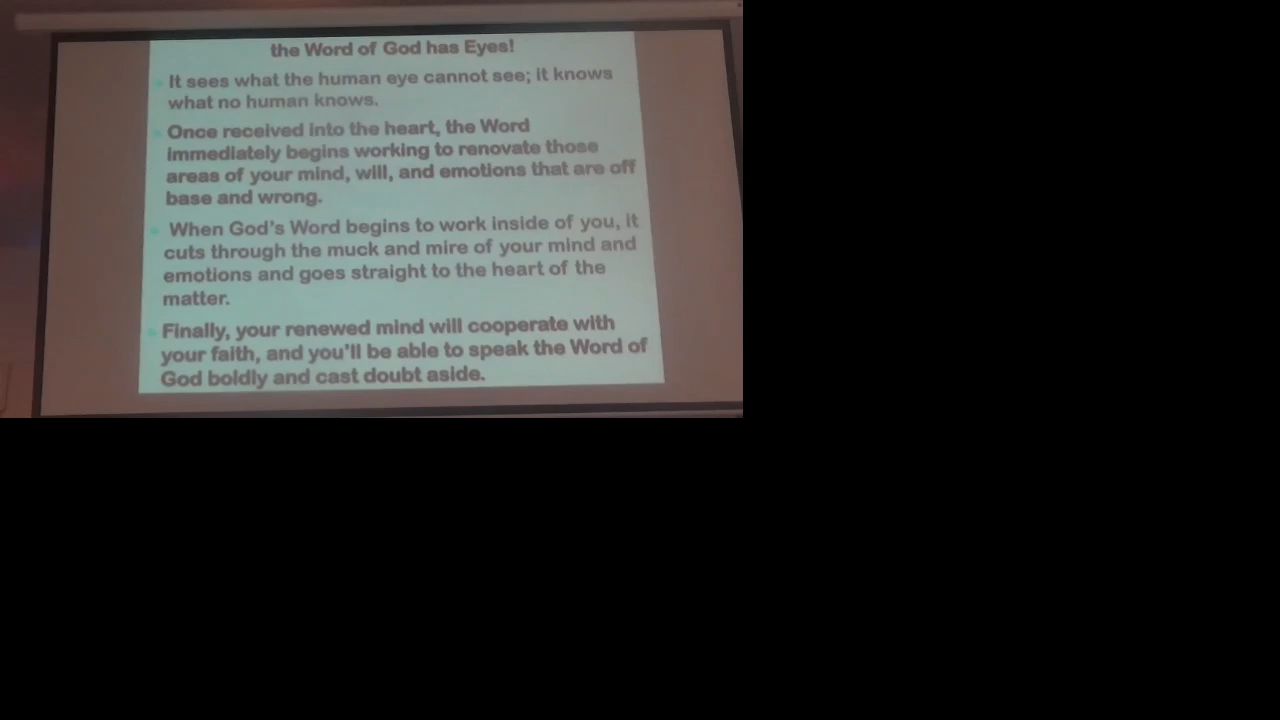 the Word of God has Eyes!
It sees what the human eye cannot see; it knows
what no human knows.
Once received into the heart, the Word
immediately begins working to renovate those
areas of your mind, will, and emotions that are off
base and wrong.
When God's Word begins to work inside of you, it
cuts through the muck and mire of your mind and
emotions and goes straight to the heart of the
matter.
Finally, your renewed mind will cooperate with
your faith, and you'll be able to speak the Word of
God boldly and cast doubt aside.